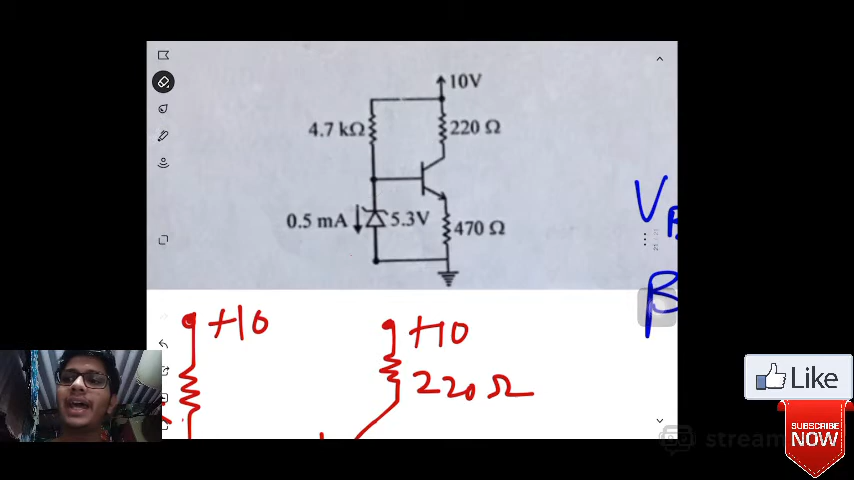 10V
4.7 kΩ
220 Ω
0.5 mA
5.3V
470 Ω
V
β
+10
+10
220 Ω
Like
SUBSCRIBE
NOW
stream